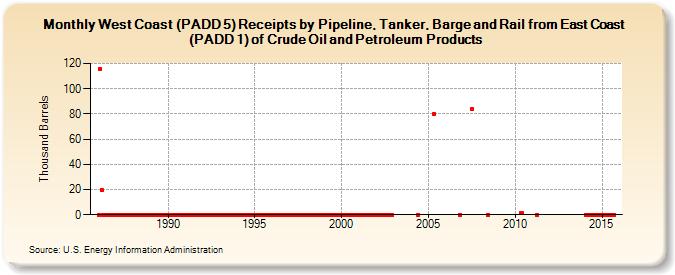 Monthly West Coast (PADD 5) Receipts by Pipeline, Tanker, Barge and Rail from East Coast
(PADD 1) of Crude Oil and Petroleum Products
Thousand Barrels
120
100
80
60
40
20
0
1990 1995 2000 2005 2010 2015
Source: U.S. Energy Information Administration